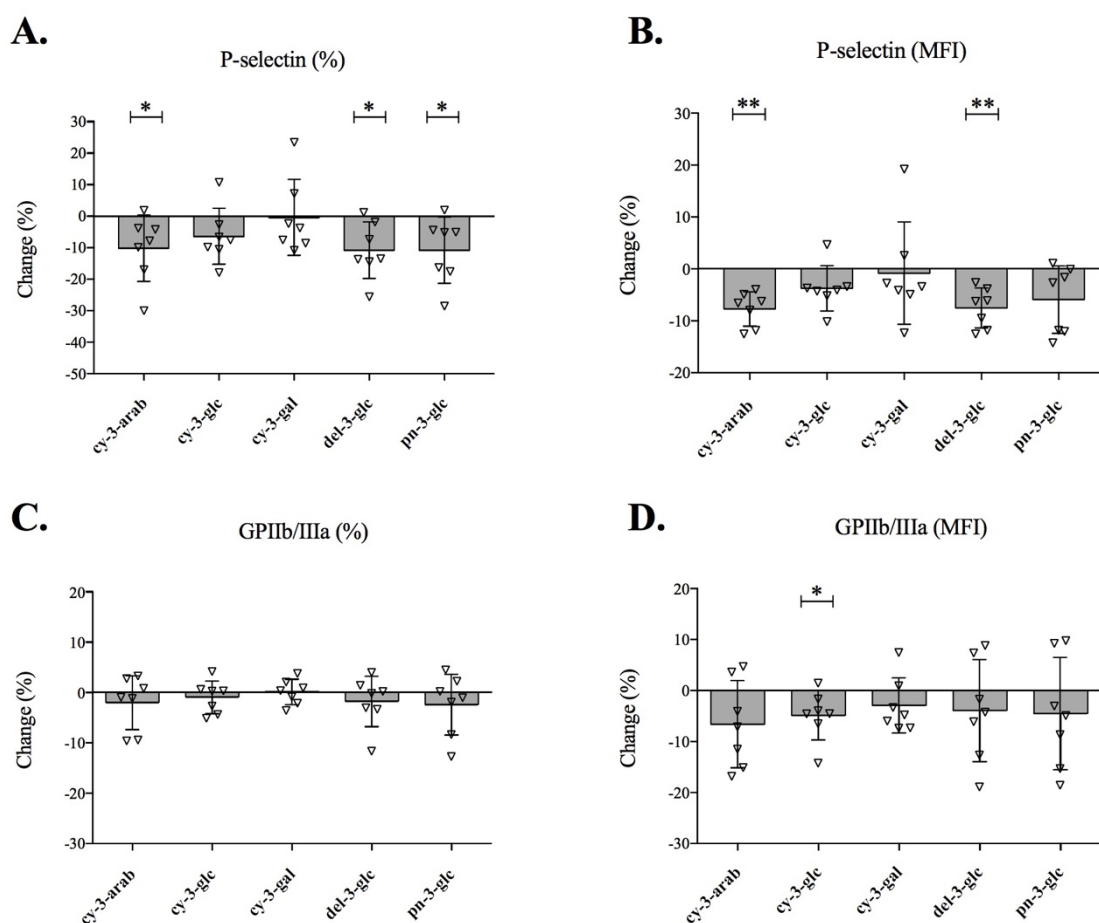 A.
P-selectin (%)
* * *
30
20
10
0
-10
-20
-30
-40
-50
Change (%)
cy-3-arab
cy-3-glc
cy-3-gal
del-3-glc
pn-3-glc
B.
P-selectin (MFI)
** **
30
20
10
0
-10
-20
Change (%)
cy-3-arab
cy-3-glc
cy-3-gal
del-3-glc
pn-3-glc
C.
GPIIb/IIIa (%)
20
10
0
-10
-20
-30
Change (%)
cy-3-arab
cy-3-glc
cy-3-gal
del-3-glc
pn-3-glc
D.
GPIIb/IIIa (MFI)
*
20
10
0
-10
-20
-30
Change (%)
cy-3-arab
cy-3-glc
cy-3-gal
del-3-glc
pn-3-glc